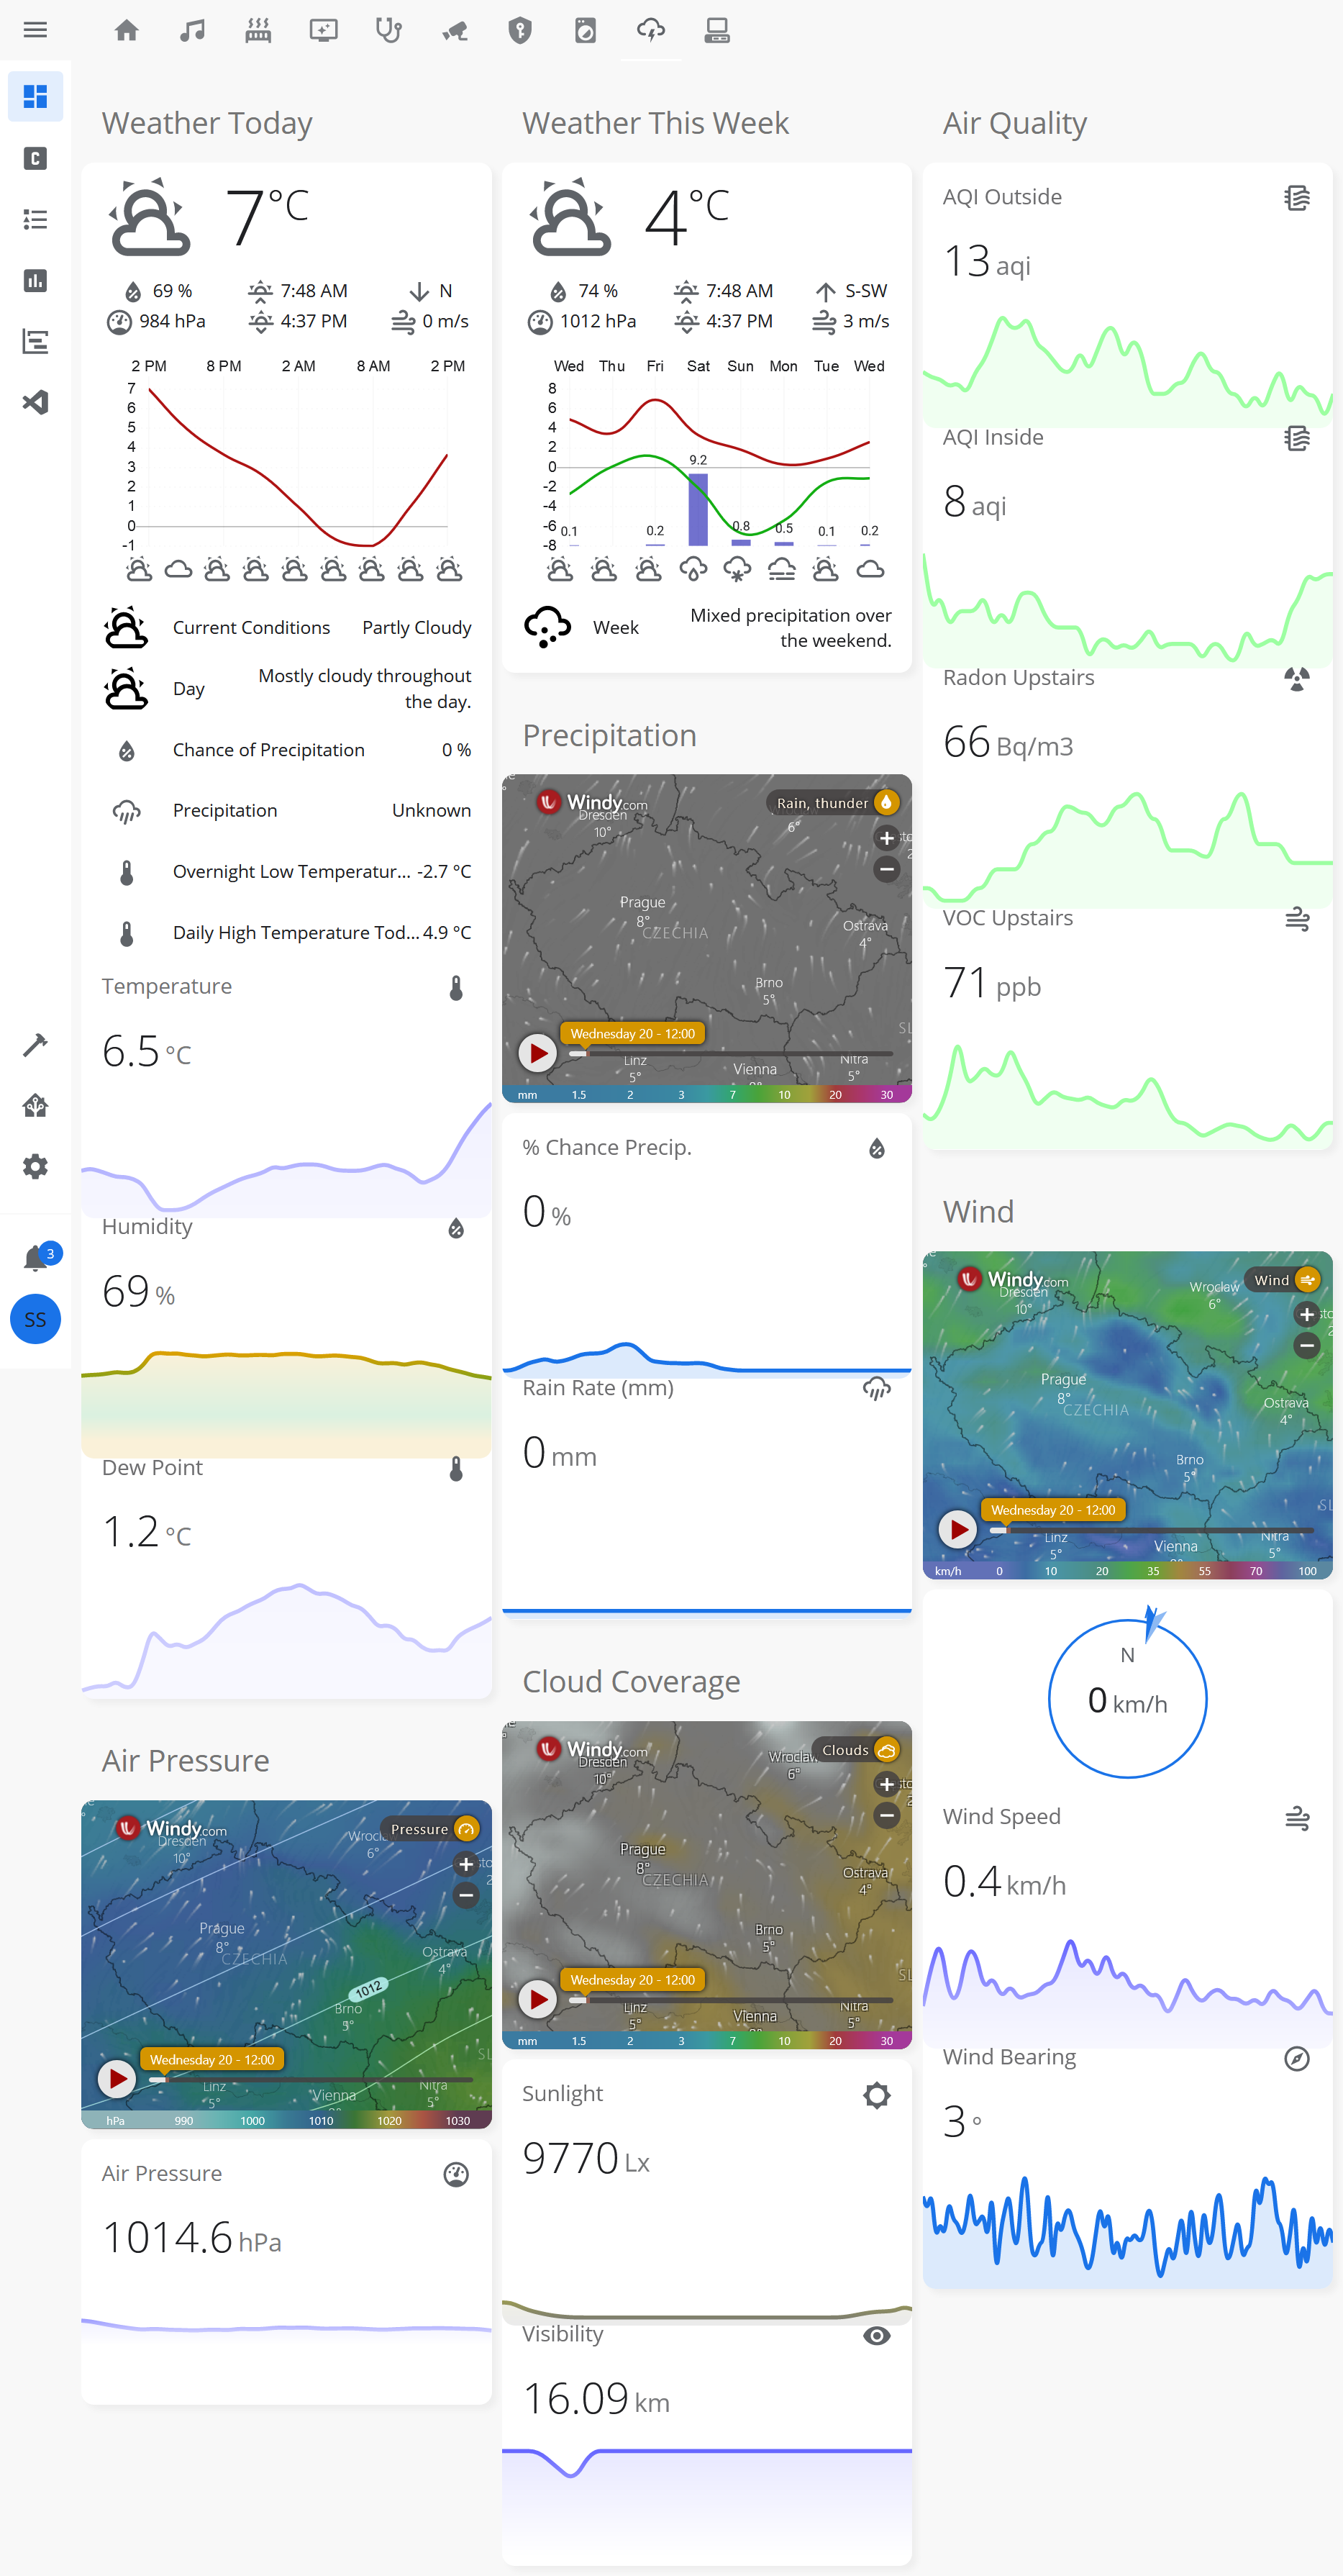 Weather Today
7 °C
69 % 7:48 AM N
984 hPa 4:37 PM 0 m/s
2 PM 8 PM 2 AM 8 AM 2 PM
7
6
5
4
3
2
1
0
-1
Current Conditions Partly Cloudy
Day Mostly cloudy throughout
the day.
Chance of Precipitation 0 %
Precipitation Unknown
Overnight Low Temperatur... -2.7 °C
Daily High Temperature Tod... 4.9 °C
Temperature
6.5 °C
Humidity
69 %
Dew Point
1.2 °C
Air Pressure
Windy.com
Pressure
Dresden
10°
6°
Prague
8°
CZECHIA
Ostrava
4°
1012
Brno
5°
Wednesday 20 - 12:00
Linz
5°
Vienna
Nitra
5°
hPa 990 1000 1010 1020 1030
Air Pressure
1014.6 hPa
Weather This Week
4 °C
74 % 7:48 AM S-SW
1012 hPa 4:37 PM 3 m/s
Wed Thu Fri Sat Sun Mon Tue Wed
8
6
4
2
0
-2
-4
-6
-8
0.1 0.2 9.2 0.8 0.5 0.1 0.2
Week Mixed precipitation over
the weekend.
Precipitation
Windy.com
Rain, thunder
Dresden
10°
6°
Prague
8°
CZECHIA
Ostrava
4°
Brno
5°
Wednesday 20 - 12:00
Linz
5°
Vienna
Nitra
5°
mm 1.5 2 3 7 10 20 30
% Chance Precip.
0 %
Rain Rate (mm)
0 mm
Cloud Coverage
Windy.com
Clouds
Dresden
10°
6°
Prague
8°
CZECHIA
Ostrava
4°
Brno
5°
Wednesday 20 - 12:00
Linz
5°
Vienna
Nitra
5°
mm 1.5 2 3 7 10 20 30
Sunlight
9770 Lx
Visibility
16.09 km
Air Quality
AQI Outside
13 aqi
AQI Inside
8 aqi
Radon Upstairs
66 Bq/m3
VOC Upstairs
71 ppb
Wind
Windy.com
Wind
Dresden
10°
Wrocław
6°
Prague
8°
CZECHIA
Ostrava
4°
Brno
5°
Wednesday 20 - 12:00
Linz
5°
Vienna
Nitra
5°
km/h 0 10 20 35 55 70 100
N
0 km/h
Wind Speed
0.4 km/h
Wind Bearing
3 °
C
3
SS